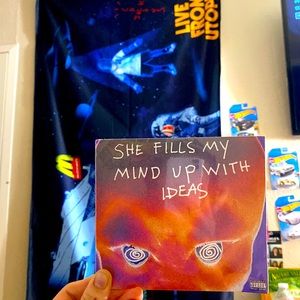 LIVE
FROM
UTOPIA
SHE FILLS MY
MIND UP WITH
IDEAS